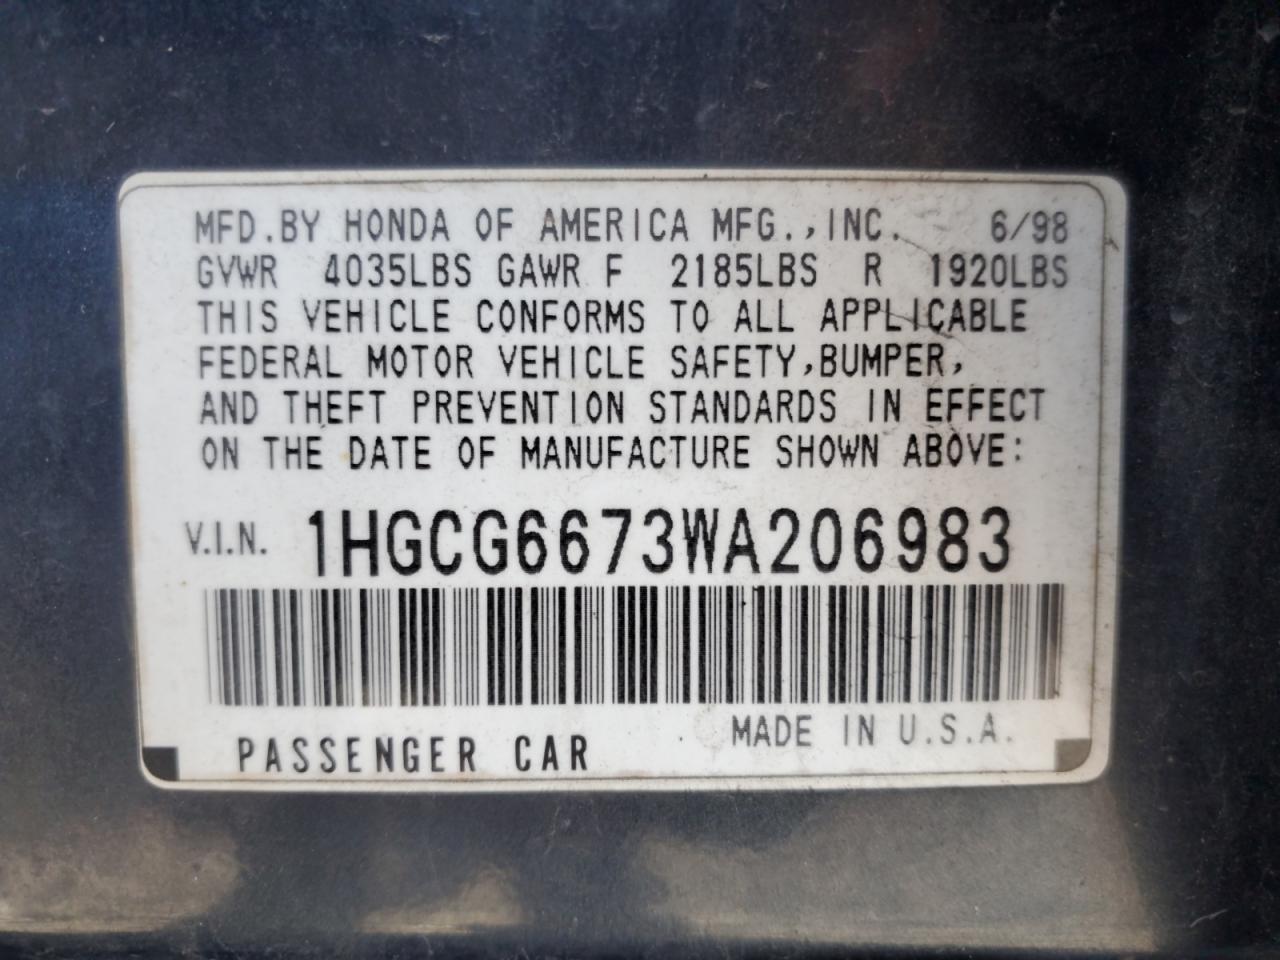 MFD.BY HONDA OF AMERICA MFG.,INC. 6/98
GVWR 4035LBS GAWR F 2185LBS R 1920LBS
THIS VEHICLE CONFORMS TO ALL APPLICABLE
FEDERAL MOTOR VEHICLE SAFETY,BUMPER,
AND THEFT PREVENTION STANDARDS IN EFFECT
ON THE DATE OF MANUFACTURE SHOWN ABOVE:
V.I.N. 1HGCG6673WA206983
MADE IN U.S.A.
PASSENGER CAR